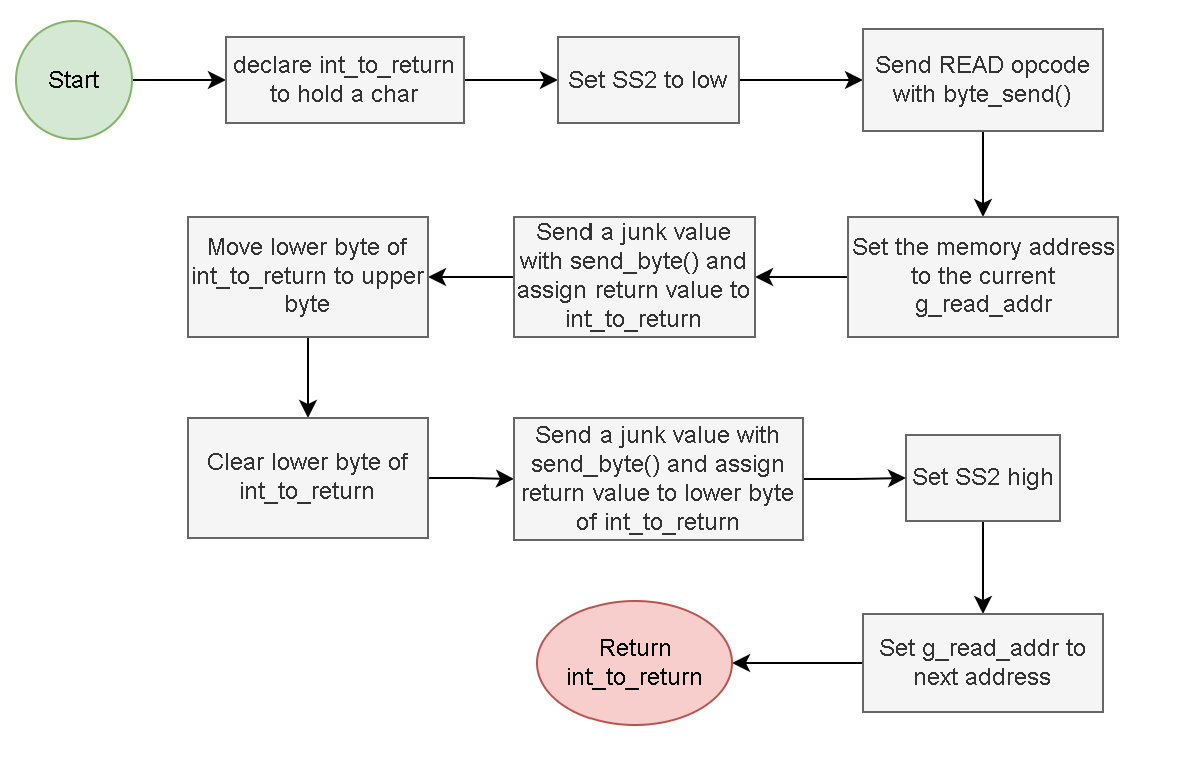 Start
declare int_to_return
to hold a char
Set SS2 to low
Send READ opcode
with byte_send()
Set the memory address
to the current
g_read_addr
Send a junk value
with send_byte() and
assign return value to
int_to_return
Move lower byte of
int_to_return to upper
byte
Clear lower byte of
int_to_return
Send a junk value with
send_byte() and assign
return value to lower byte
of int_to_return
Set SS2 high
Set g_read_addr to
next address
Return
int_to_return